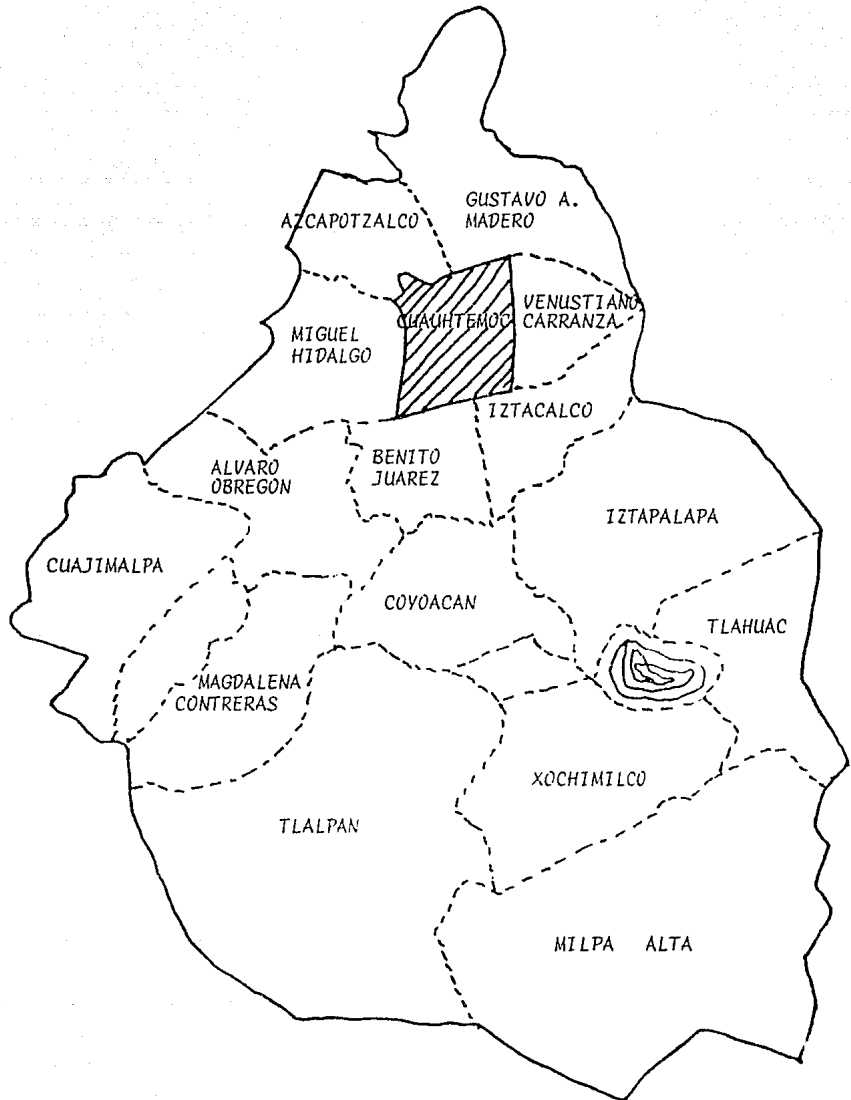 GUSTAVO A.
MADERO
AZCAPOTZALCO
VENUSTIANO
CARRANZA
CUAUHTEMOC
MIGUEL
HIDALGO
IZTACALCO
BENITO
JUAREZ
ALVARO
OBREGON
IZTAPALAPA
CUAJIMALPA
COYOACAN
TLAHUAC
MAGDALENA
CONTRERAS
XOCHIMILCO
TLALPAN
MILPA ALTA